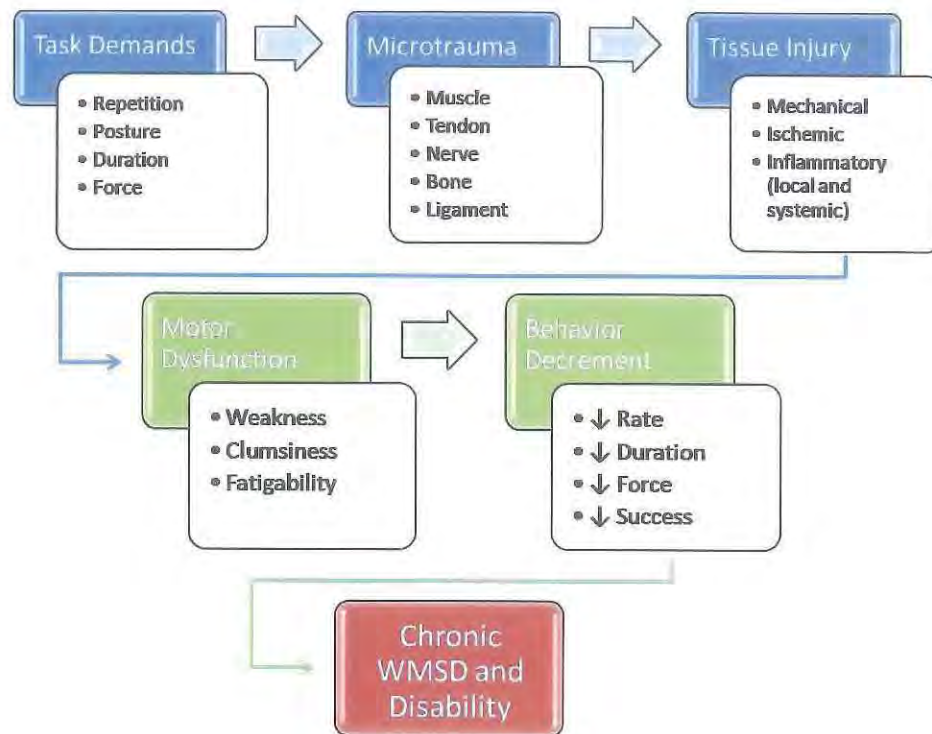 Task Demands
• Repetition
• Posture
• Duration
• Force
Microtrauma
• Muscle
• Tendon
• Nerve
• Bone
• Ligament
Tissue Injury
• Mechanical
• Ischemic
• Inflammatory
(local and
systemic)
Motor
Dysfunction
• Weakness
• Clumsiness
• Fatigability
Behavior
Decrement
• ↓ Rate
• ↓ Duration
• ↓ Force
• ↓ Success
Chronic
WMSD and
Disability